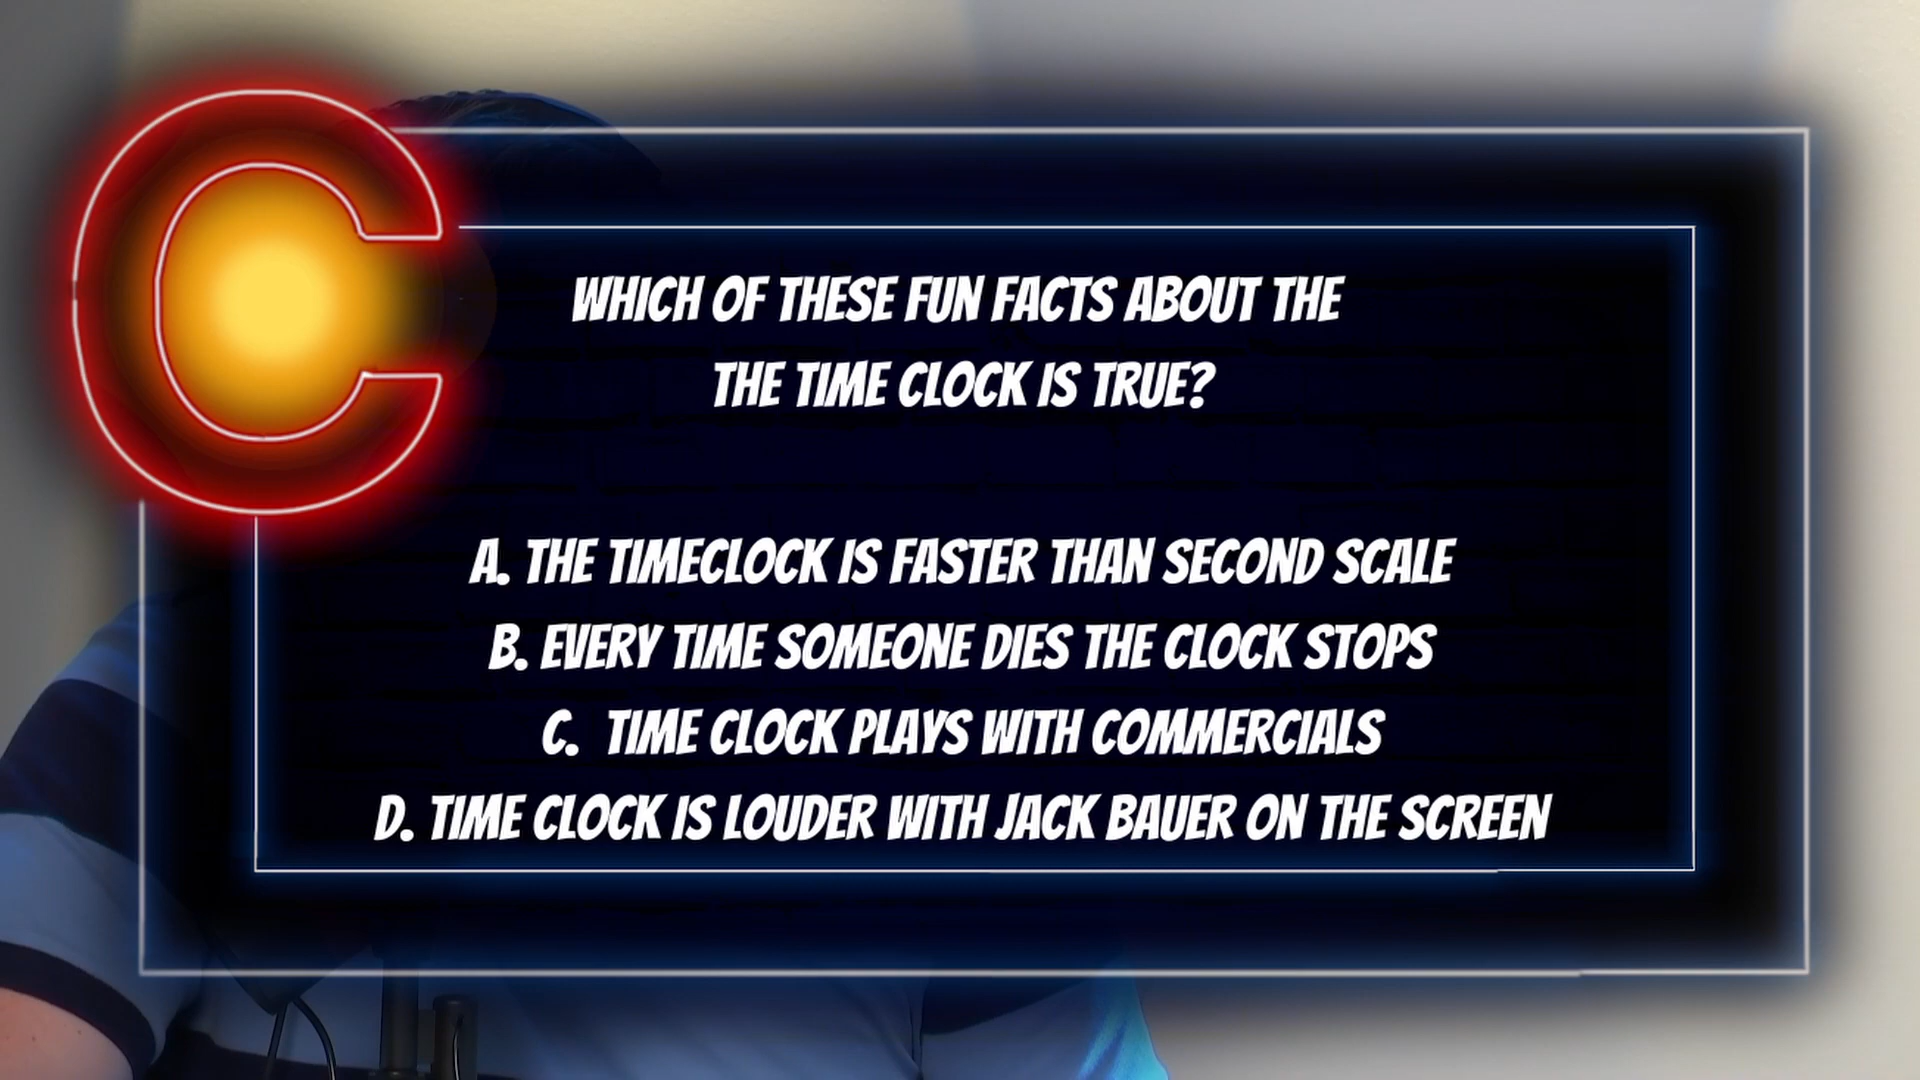 C
WHICH OF THESE FUN FACTS ABOUT THE
THE TIME CLOCK IS TRUE?
A. THE TIMECLOCK IS FASTER THAN SECOND SCALE
B. EVERY TIME SOMEONE DIES THE CLOCK STOPS
C. TIME CLOCK PLAYS WITH COMMERCIALS
D. TIME CLOCK IS LOUDER WITH JACK BAUER ON THE SCREEN